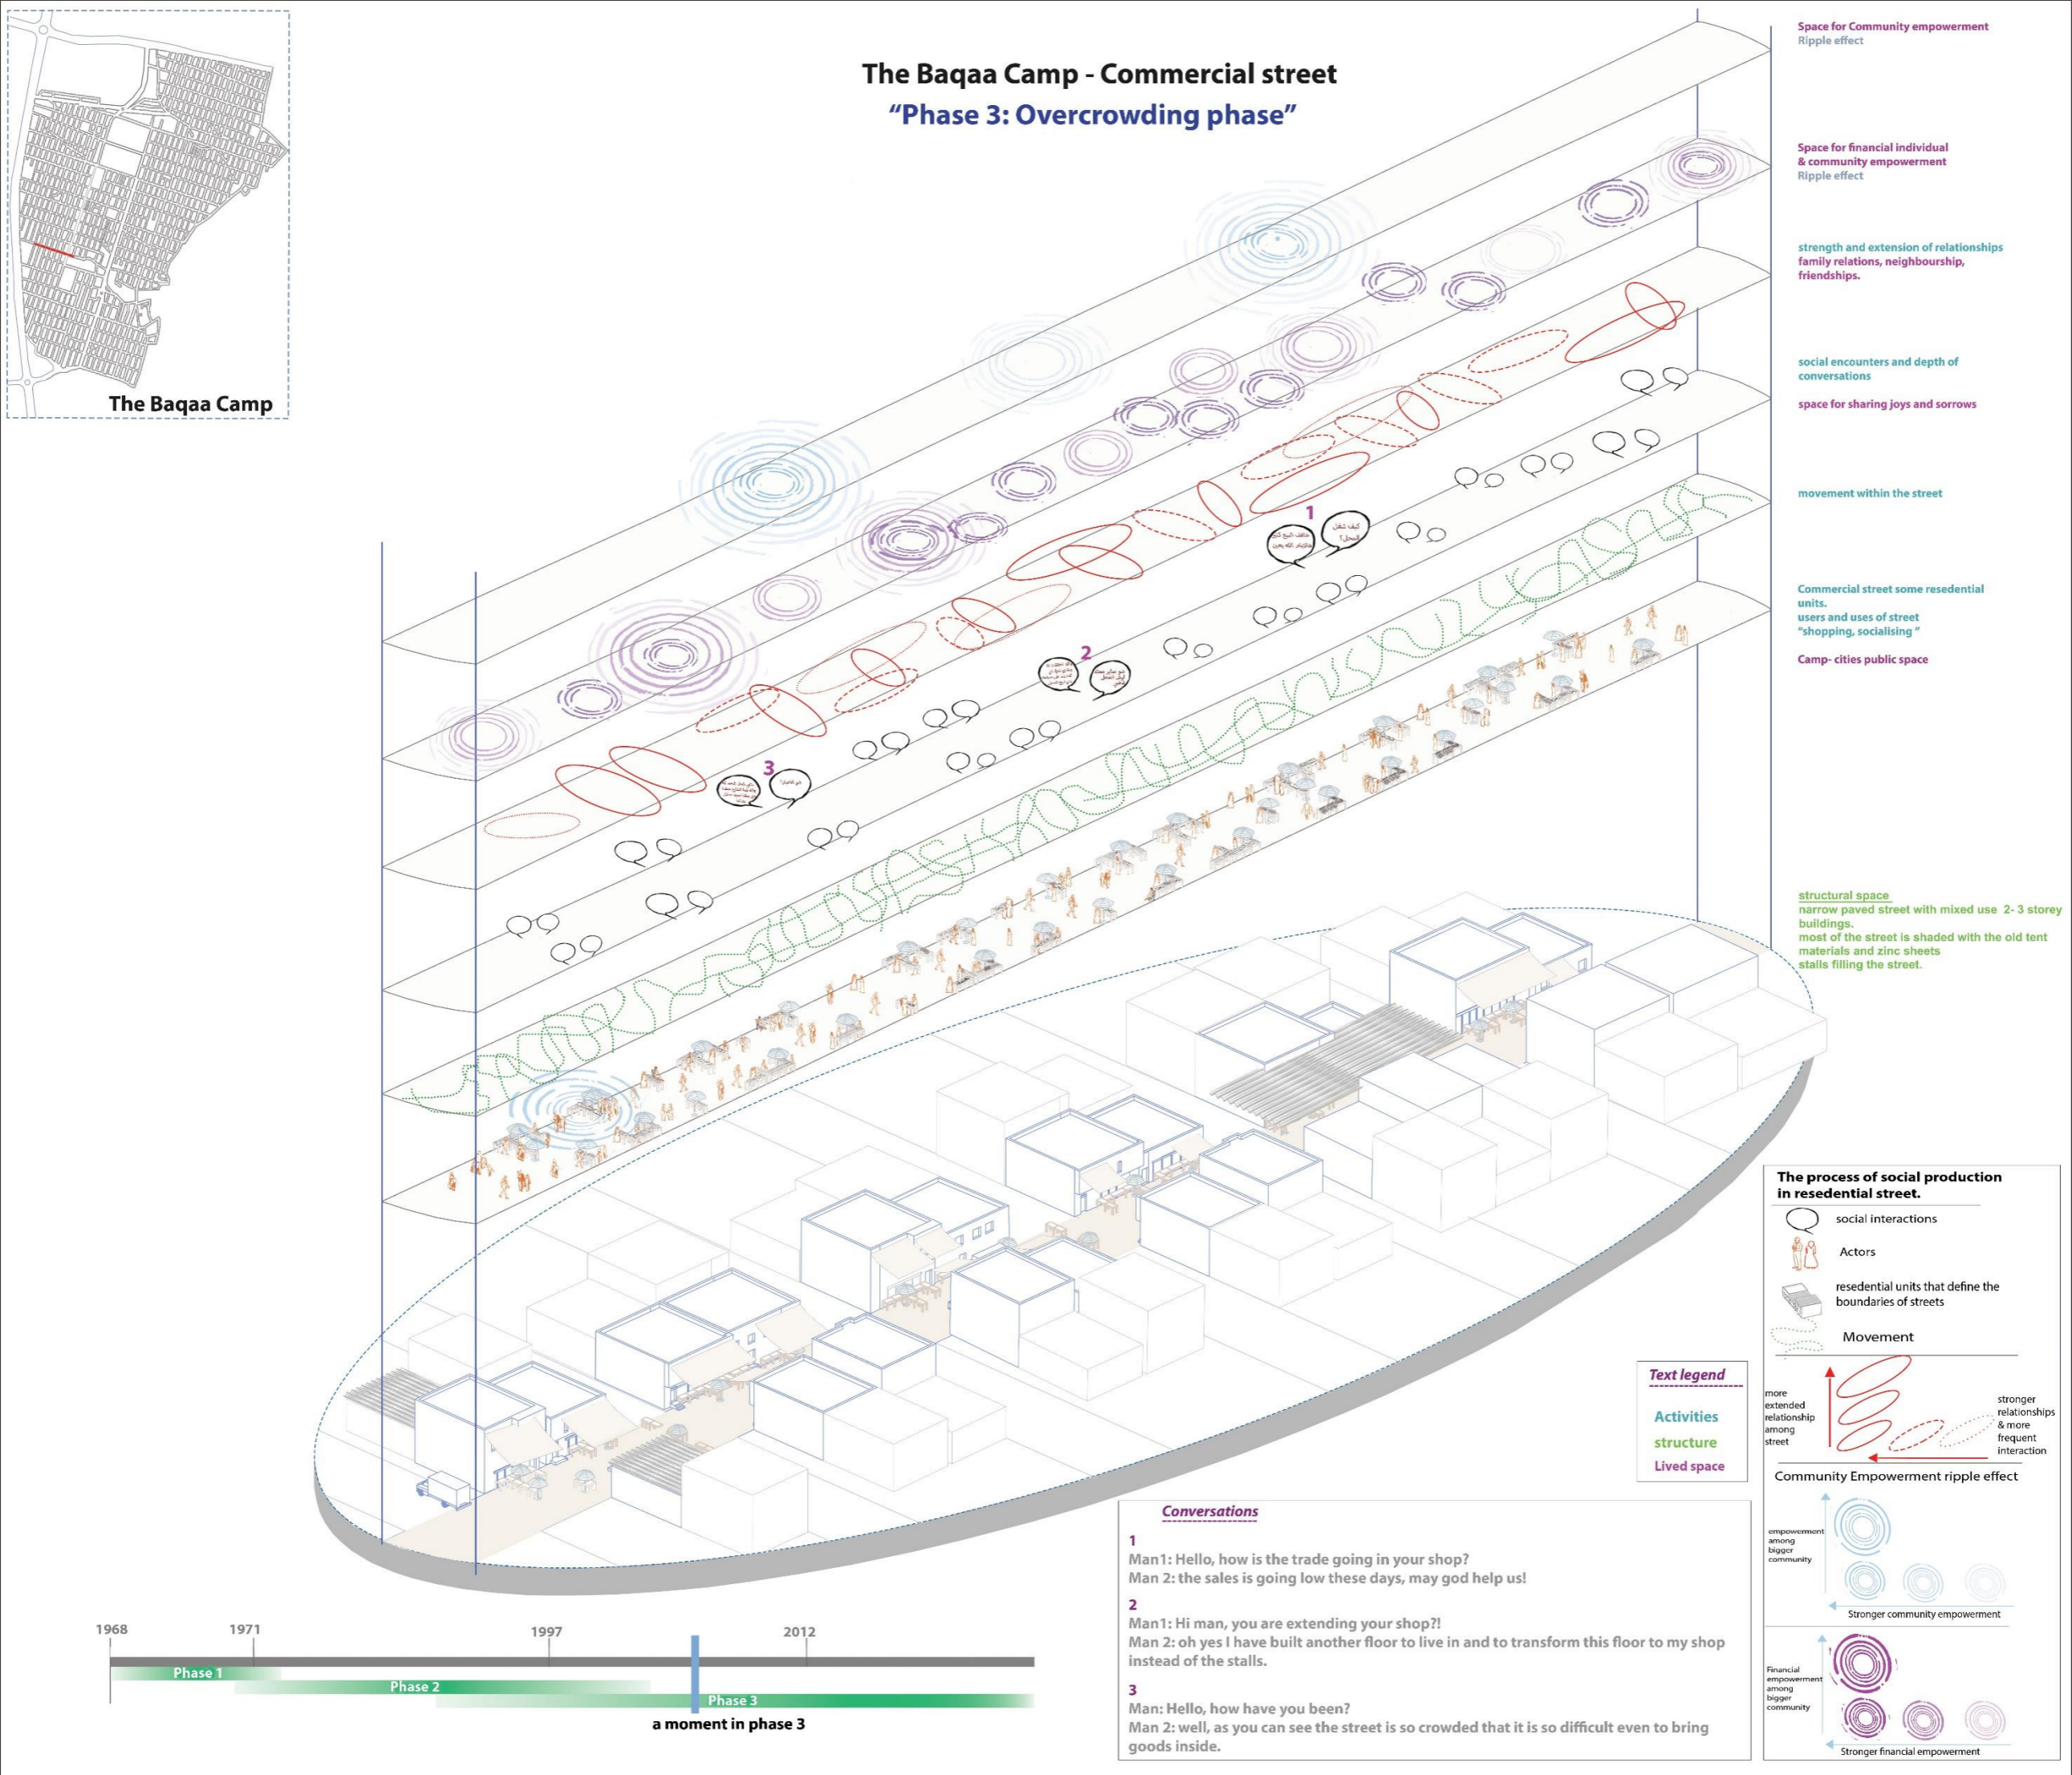 The Baqaa Camp - Commercial street
“Phase 3: Overcrowding phase”
The Baqaa Camp
Space for Community empowerment
Ripple effect
Space for financial individual
& community empowerment
Ripple effect
strength and extension of relationships
family relations, neighbourship,
friendships.
social encounters and depth of
conversations
space for sharing joys and sorrows
movement within the street
Commercial street some resedential
units.
users and uses of street
“shopping, socialising ”
Camp- cities public space
structural space
narrow paved street with mixed use 2- 3 storey
buildings.
most of the street is shaded with the old tent
materials and zinc sheets
stalls filling the street.
1
كيف شغل
المحل؟
2
3
شو الاخبار؟
The process of social production
in resedential street.
social interactions
Actors
resedential units that define the
boundaries of streets
Movement
more
extended
relationship
among
street
stronger
relationships
& more
frequent
interaction
Community Empowerment ripple effect
empowerment
among
bigger
community
Stronger community empowerment
Financial
empowerment
among
bigger
community
Stronger financial empowerment
Text legend
Activities
structure
Lived space
Conversations
1
Man1: Hello, how is the trade going in your shop?
Man 2: the sales is going low these days, may god help us!
2
Man1: Hi man, you are extending your shop?!
Man 2: oh yes I have built another floor to live in and to transform this floor to my shop
instead of the stalls.
3
Man: Hello, how have you been?
Man 2: well, as you can see the street is so crowded that it is so difficult even to bring
goods inside.
1968
1971
1997
2012
Phase 1
Phase 2
Phase 3
a moment in phase 3